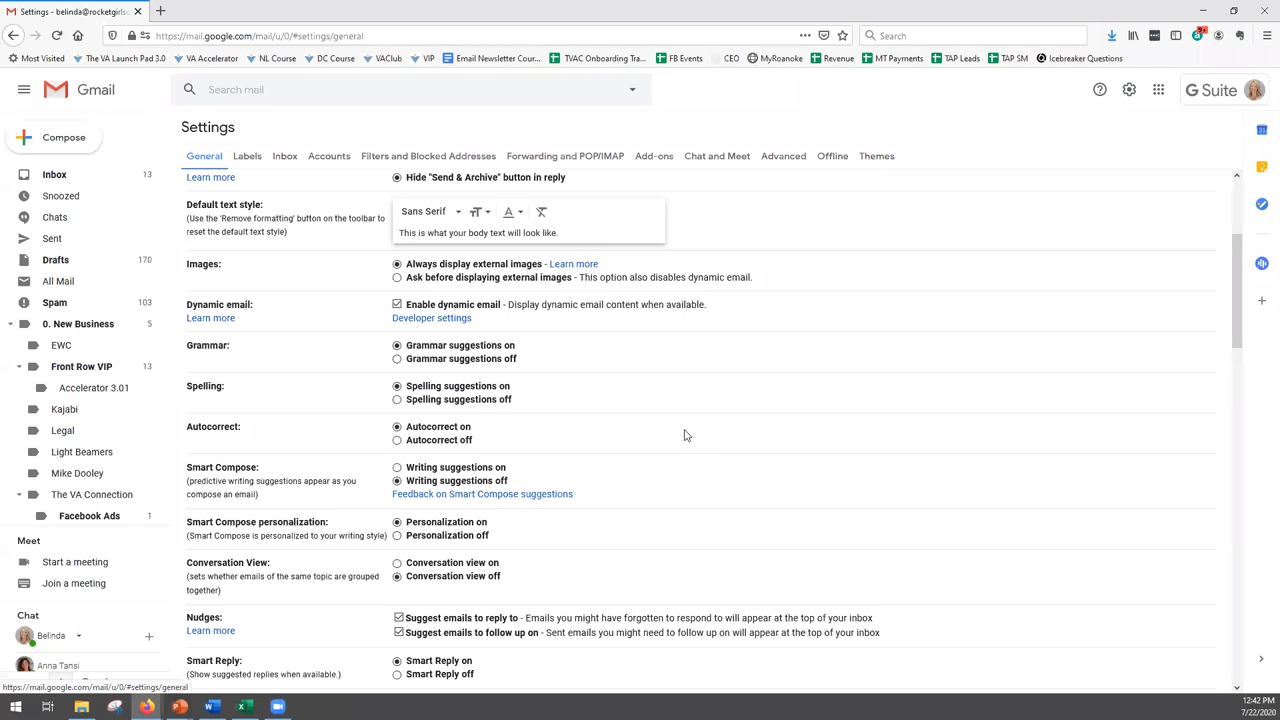 Settings - belinda@rocketgirls
https://mail.google.com/mail/u/0/#settings/general
Search
Most Visited
The VA Launch Pad 3.0
VA Accelerator
NL Course
DC Course
VAClub
VIP
Email Newsletter Cour...
TVAC Onboarding Tra...
FB Events
CEO
MyRoanoke
Revenue
MT Payments
TAP Leads
TAP SM
Icebreaker Questions
Gmail
Search mail
G Suite
Compose
Inbox 13
Snoozed
Chats
Sent
Drafts 170
All Mail
Spam 103
0. New Business 5
EWC
Front Row VIP 13
Accelerator 3.01
Kajabi
Legal
Light Beamers
Mike Dooley
The VA Connection
Facebook Ads 1
Meet
Start a meeting
Join a meeting
Chat
Belinda
Anna Tansi
Settings
General Labels Inbox Accounts Filters and Blocked Addresses Forwarding and POP/IMAP Add-ons Chat and Meet Advanced Offline Themes
Learn more
Hide "Send & Archive" button in reply
Default text style:
(Use the 'Remove formatting' button on the toolbar to
reset the default text style)
Sans Serif
This is what your body text will look like.
Images:
Always display external images - Learn more
Ask before displaying external images - This option also disables dynamic email.
Dynamic email:
Learn more
Enable dynamic email - Display dynamic email content when available.
Developer settings
Grammar:
Grammar suggestions on
Grammar suggestions off
Spelling:
Spelling suggestions on
Spelling suggestions off
Autocorrect:
Autocorrect on
Autocorrect off
Smart Compose:
(predictive writing suggestions appear as you
compose an email)
Writing suggestions on
Writing suggestions off
Feedback on Smart Compose suggestions
Smart Compose personalization:
(Smart Compose is personalized to your writing style)
Personalization on
Personalization off
Conversation View:
(sets whether emails of the same topic are grouped
together)
Conversation view on
Conversation view off
Nudges:
Learn more
Suggest emails to reply to - Emails you might have forgotten to respond to will appear at the top of your inbox
Suggest emails to follow up on - Sent emails you might need to follow up on will appear at the top of your inbox
Smart Reply:
(Show suggested replies when available.)
Smart Reply on
Smart Reply off
https://mail.google.com/mail/u/0/#settings/general
12:42 PM
7/22/2020